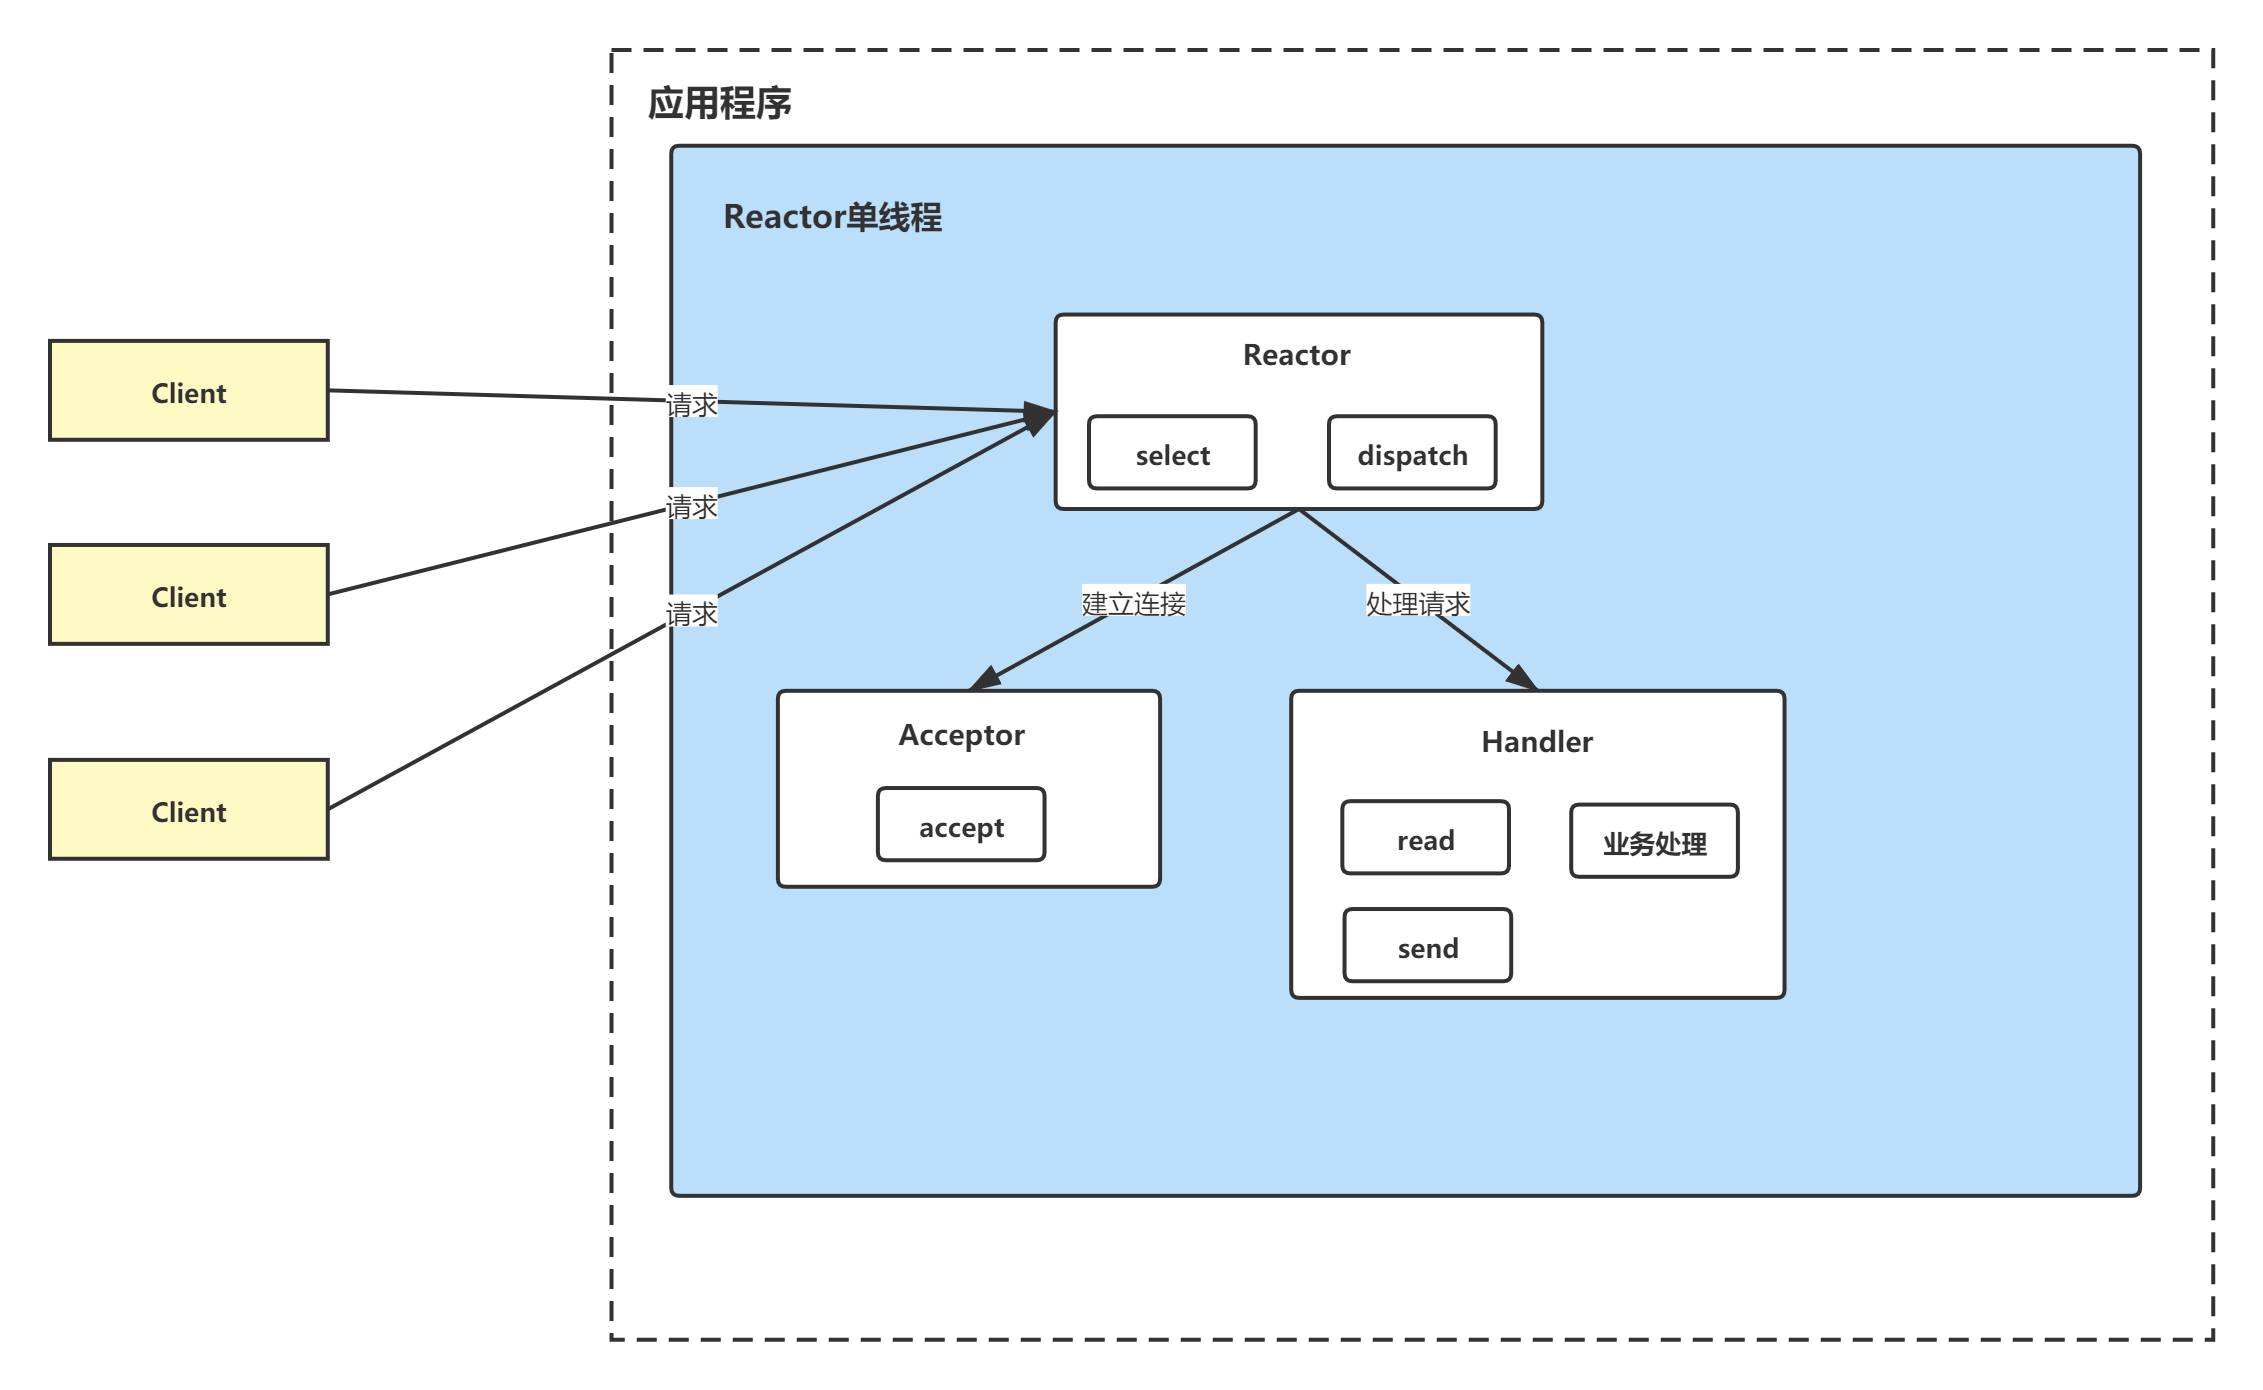 应用程序
Reactor单线程
Reactor
Client
请求
select
dispatch
请求
Client
建立连接
处理请求
请求
Acceptor
Handler
Client
accept
read
业务处理
send